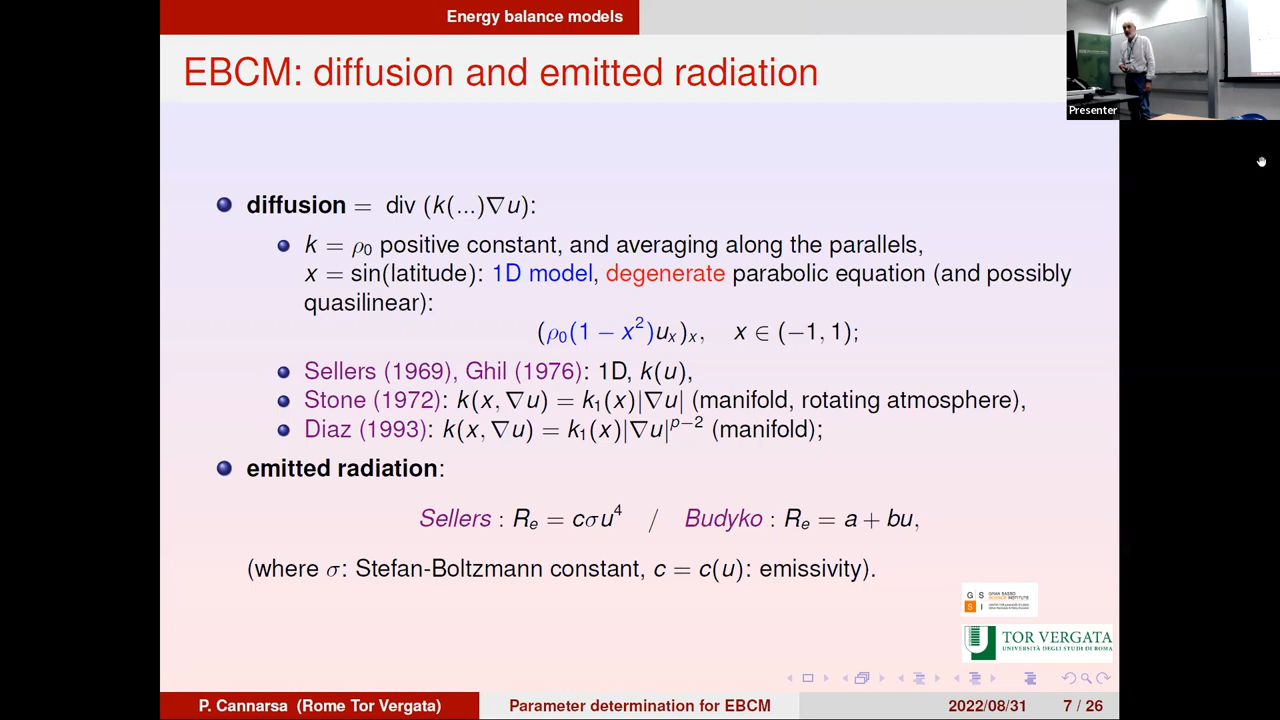 Energy balance models
EBCM: diffusion and emitted radiation
diffusion = div (k(...)∇u):
k = ρ₀ positive constant, and averaging along the parallels,
x = sin(latitude): 1D model, degenerate parabolic equation (and possibly
quasilinear):
(ρ₀(1 − x²)uₓ)ₓ, x ∈ (−1, 1);
Sellers (1969), Ghil (1976): 1D, k(u),
Stone (1972): k(x, ∇u) = k₁(x)|∇u| (manifold, rotating atmosphere),
Diaz (1993): k(x, ∇u) = k₁(x)|∇u|ᵖ⁻² (manifold);
emitted radiation:
Sellers : Rₑ = cσu⁴ / Budyko : Rₑ = a + bu,
(where σ: Stefan-Boltzmann constant, c = c(u): emissivity).
Presenter
G S
S I
GRAN SASSO
SCIENCE INSTITUTE
TOR VERGATA
UNIVERSITÀ DEGLI STUDI DI ROMA
P. Cannarsa (Rome Tor Vergata)
Parameter determination for EBCM
2022/08/31
7 / 26